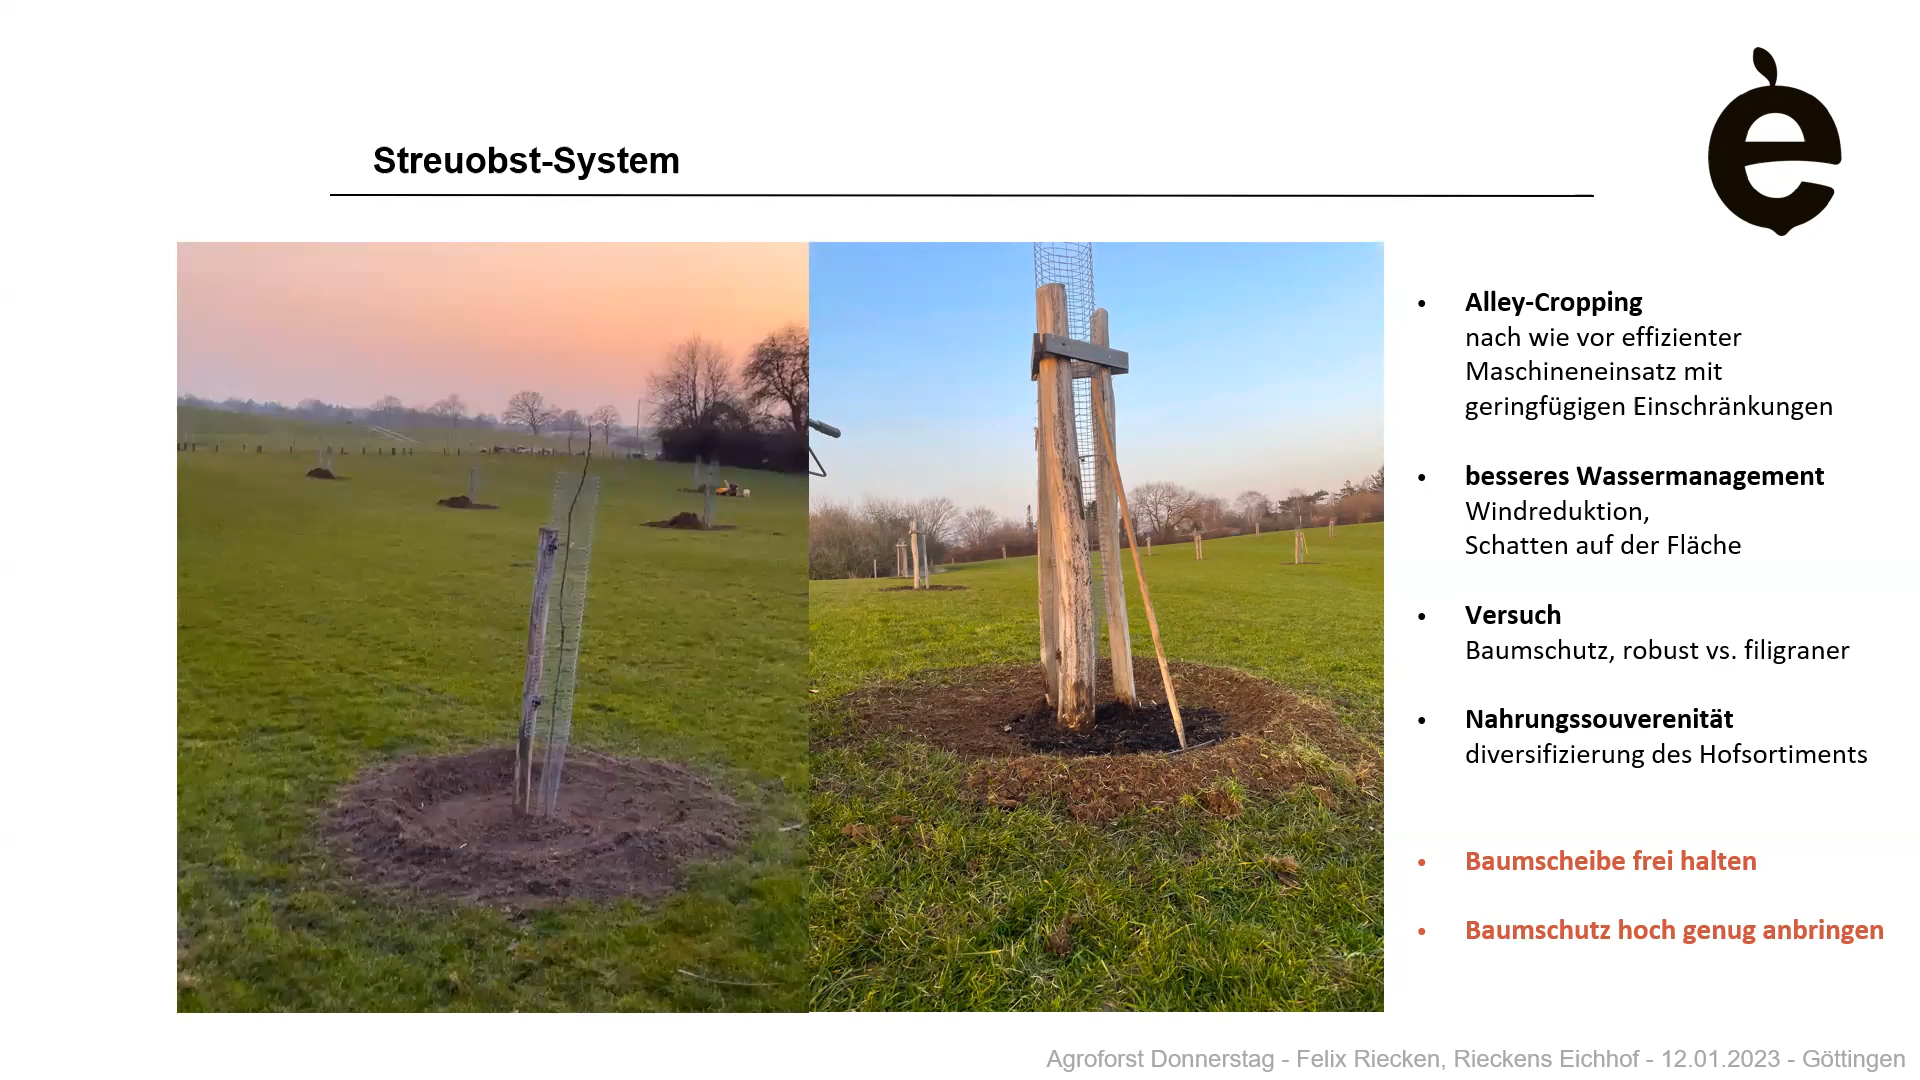 Streuobst-System
Alley-Cropping
nach wie vor effizienter
Maschineneinsatz mit
geringfügigen Einschränkungen
besseres Wassermanagement
Windreduktion,
Schatten auf der Fläche
Versuch
Baumschutz, robust vs. filigraner
Nahrungssouverenität
diversifizierung des Hofsortiments
Baumscheibe frei halten
Baumschutz hoch genug anbringen
Agroforst Donnerstag - Felix Riecken, Rieckens Eichhof - 12.01.2023 - Göttingen